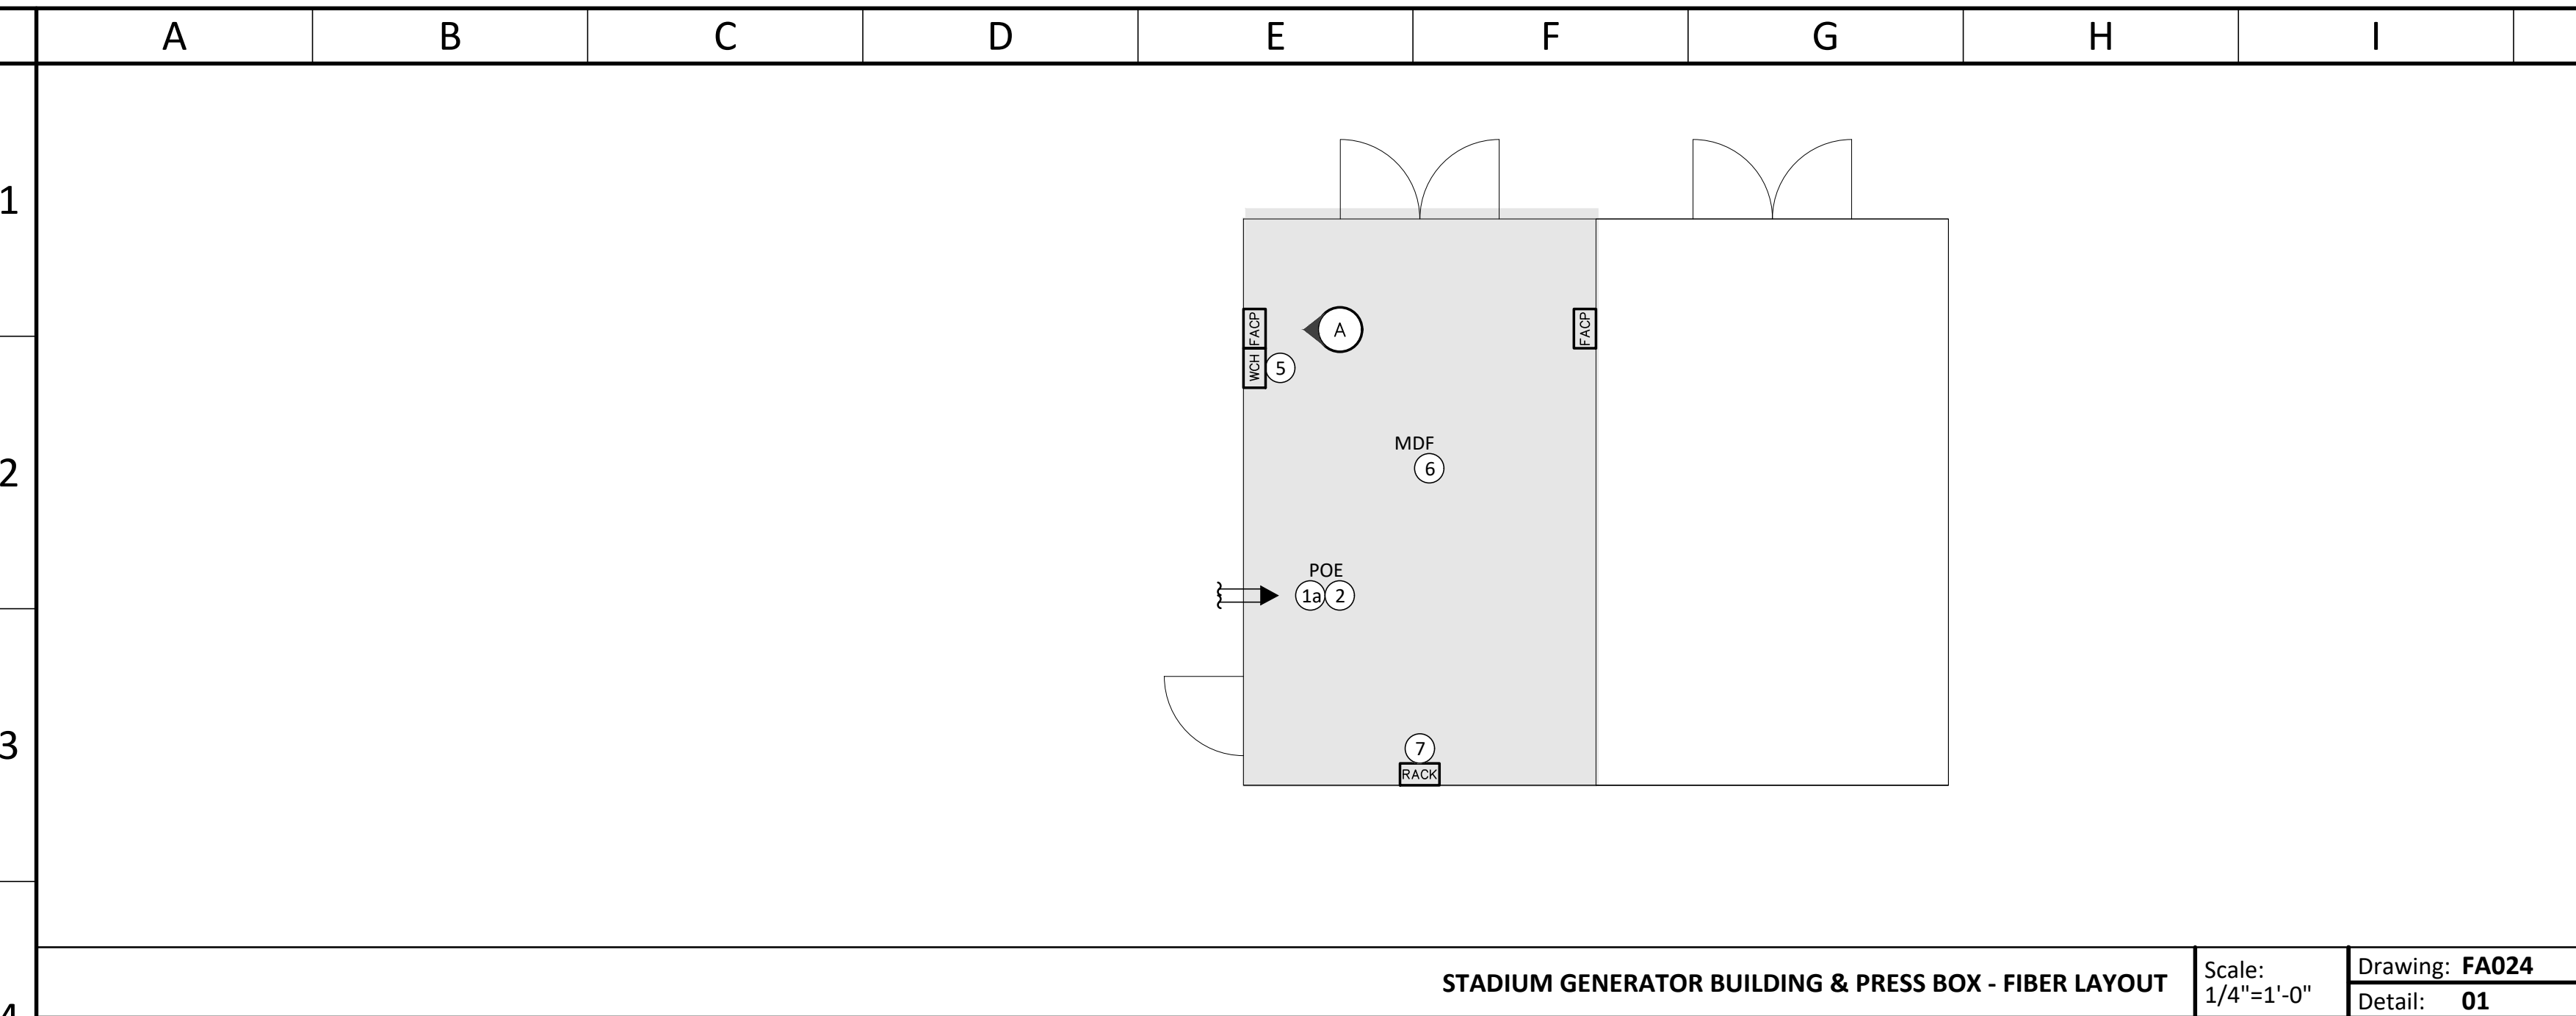 A B C D E F G H I
1
FACP
A
FACP
WCH
5
2
MDF
6
POE
1a 2
3
7
RACK
STADIUM GENERATOR BUILDING & PRESS BOX - FIBER LAYOUT
Scale:
1/4"=1'-0"
Drawing: FA024
Detail: 01
4